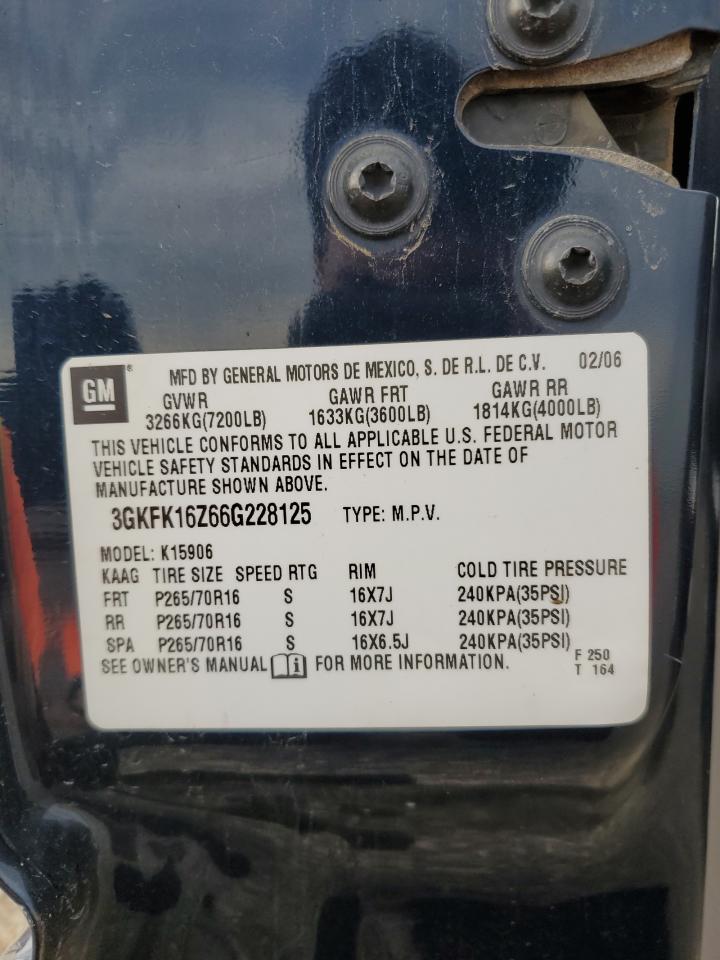 GM®
MFD BY GENERAL MOTORS DE MEXICO, S. DE R.L. DE C.V. 02/06
GVWR GAWR FRT GAWR RR
3266KG(7200LB) 1633KG(3600LB) 1814KG(4000LB)
THIS VEHICLE CONFORMS TO ALL APPLICABLE U.S. FEDERAL MOTOR
VEHICLE SAFETY STANDARDS IN EFFECT ON THE DATE OF
MANUFACTURE SHOWN ABOVE.
3GKFK16Z66G228125 TYPE: M.P.V.
MODEL: K15906
KAAG TIRE SIZE SPEED RTG RIM COLD TIRE PRESSURE
FRT P265/70R16 S 16X7J 240KPA(35PSI)
RR P265/70R16 S 16X7J 240KPA(35PSI)
SPA P265/70R16 S 16X6.5J 240KPA(35PSI)
SEE OWNER'S MANUAL i FOR MORE INFORMATION.
F 250
T 164